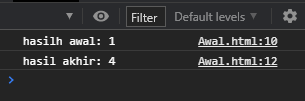 Filter Default levels
hasilh awal: 1 Awal.html:10
hasil akhir: 4 Awal.html:12